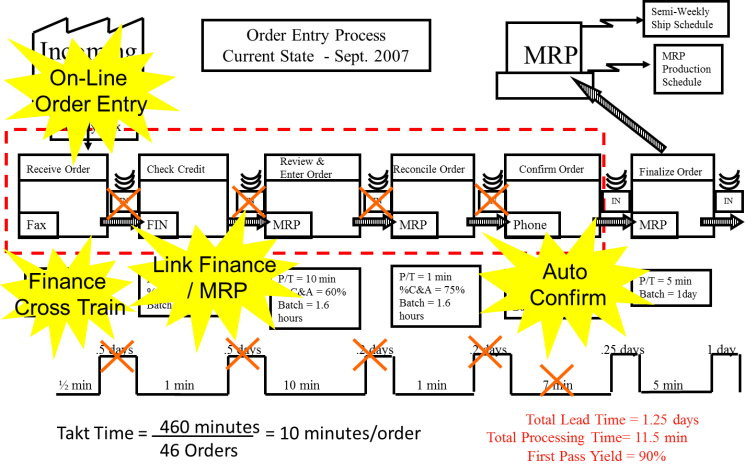 Order Entry Process
Current State - Sept. 2007
Semi-Weekly
Ship Schedule
MRP
MRP
Production
Schedule
Incoming
On-Line
Order Entry
Receive Order
Check Credit
Review &
Enter Order
Reconcile Order
Confirm Order
Finalize Order
IN
IN
IN
IN
Fax
FIN
MRP
MRP
Phone
MRP
Finance
Cross Train
Link Finance
/ MRP
Auto
Confirm
Batch
P/T = 10 min
%C&A = 60%
Batch = 1.6
hours
P/T = 1 min
%C&A = 75%
Batch = 1.6
hours
P/T = 5 min
Batch = 1day
.5 days
.5 days
.2 days
.2 days
.25 days
1 day
½ min
1 min
10 min
1 min
7 min
5 min
Takt Time = 460 minutes = 10 minutes/order
46 Orders
Total Lead Time = 1.25 days
Total Processing Time= 11.5 min
First Pass Yield = 90%